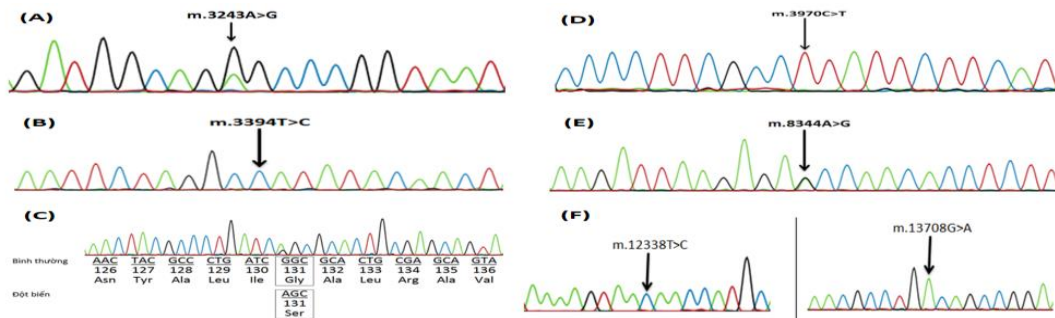 (A)
m.3243A>G
(B)
m.3394T>C
(C)
Bình thường AAC TAC GCC CTG ATC GGC GCA CTG CGA GCA GTA
126 127 128 129 130 131 132 133 134 135 136
Asn Tyr Ala Leu Ile Gly Ala Leu Arg Ala Val
Đột biến AGC
131
Ser
(D)
m.3970C>T
(E)
m.8344A>G
(F)
m.12338T>C
m.13708G>A